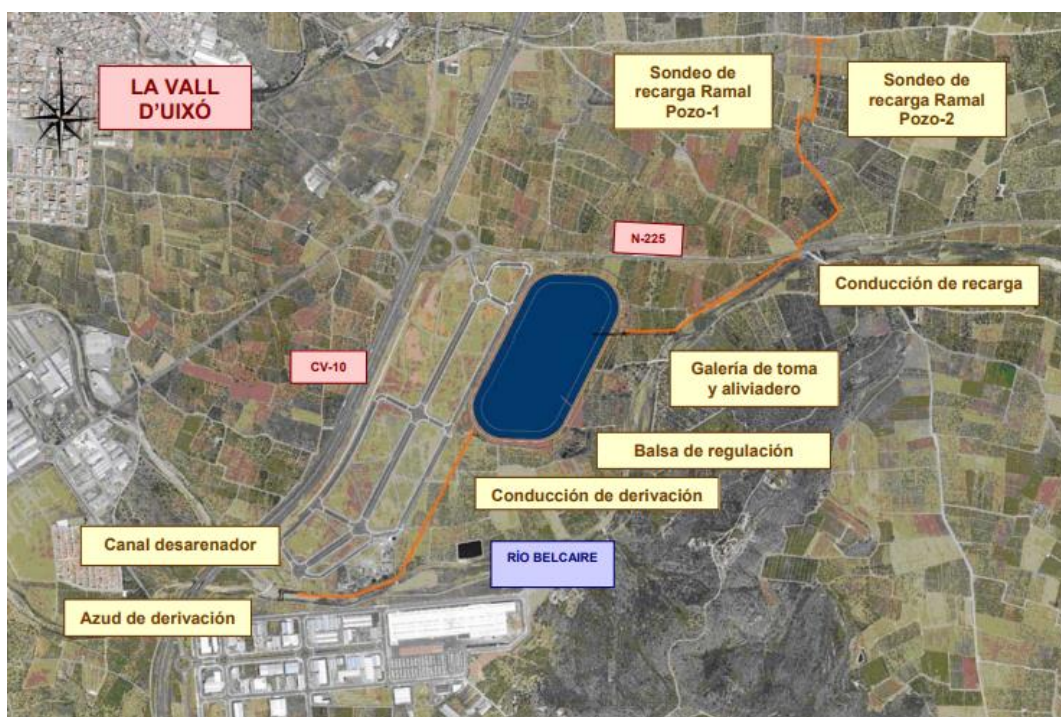 N
LA VALL
D'UIXÓ
Sondeo de
recarga Ramal
Pozo-1
Sondeo de
recarga Ramal
Pozo-2
N-225
Conducción de recarga
CV-10
Galería de toma
y aliviadero
Balsa de regulación
Conducción de derivación
Canal desarenador
RÍO BELCAIRE
Azud de derivación